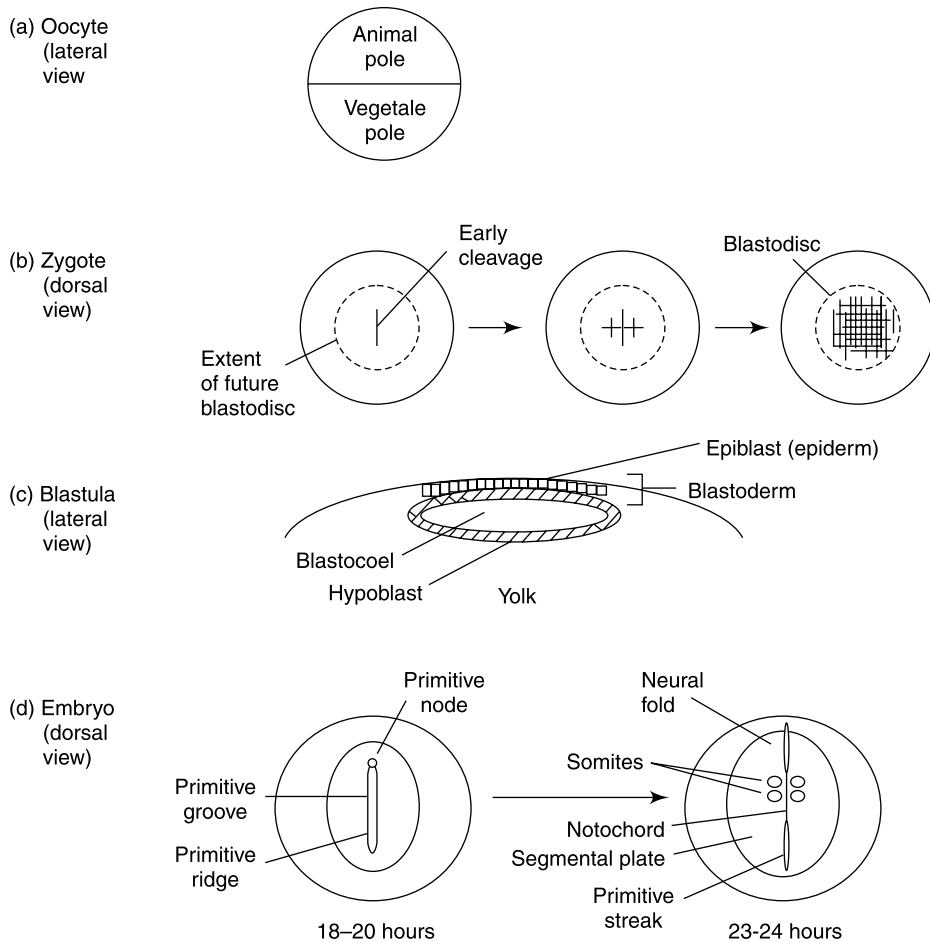 (a) Oocyte
(lateral
view
Animal
pole
Vegetale
pole
(b) Zygote
(dorsal
view)
Early
cleavage
Blastodisc
Extent
of future
blastodisc
(c) Blastula
(lateral
view)
Epiblast (epiderm)
Blastoderm
Blastocoel
Hypoblast
Yolk
(d) Embryo
(dorsal
view)
Primitive
node
Primitive
groove
Primitive
ridge
18–20 hours
Neural
fold
Somites
Notochord
Segmental plate
Primitive
streak
23-24 hours